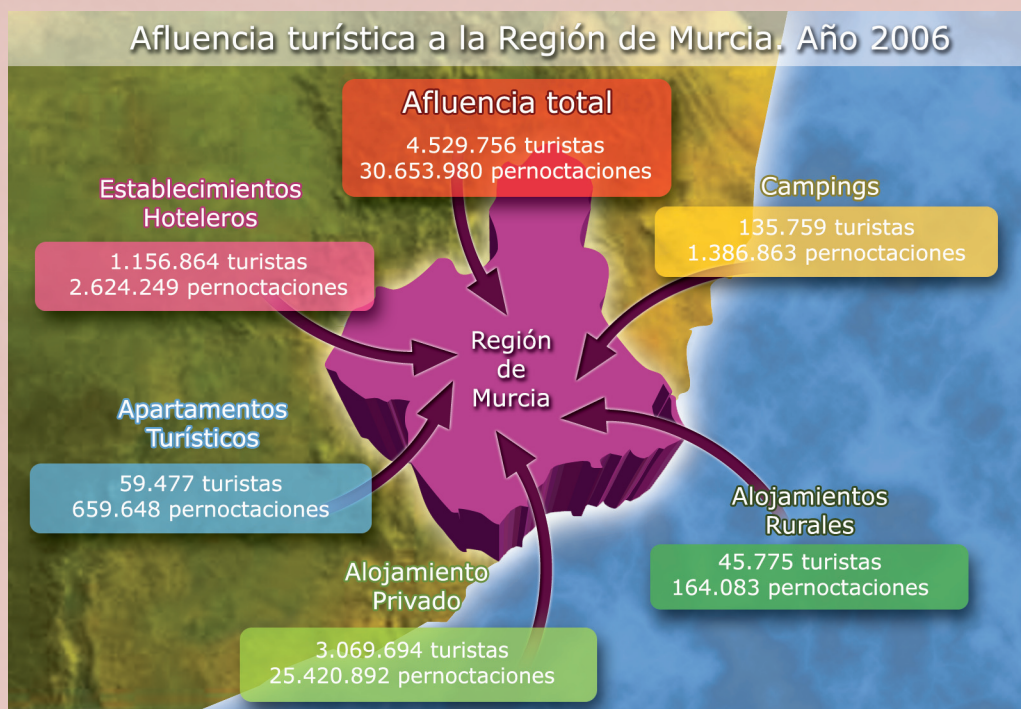 Afluencia turística a la Región de Murcia. Año 2006
Afluencia total
4.529.756 turistas
30.653.980 pernoctaciones
Establecimientos
Hoteleros
1.156.864 turistas
2.624.249 pernoctaciones
Campings
135.759 turistas
1.386.863 pernoctaciones
Región
de
Murcia
Apartamentos
Turísticos
59.477 turistas
659.648 pernoctaciones
Alojamientos
Rurales
45.775 turistas
164.083 pernoctaciones
Alojamiento
Privado
3.069.694 turistas
25.420.892 pernoctaciones